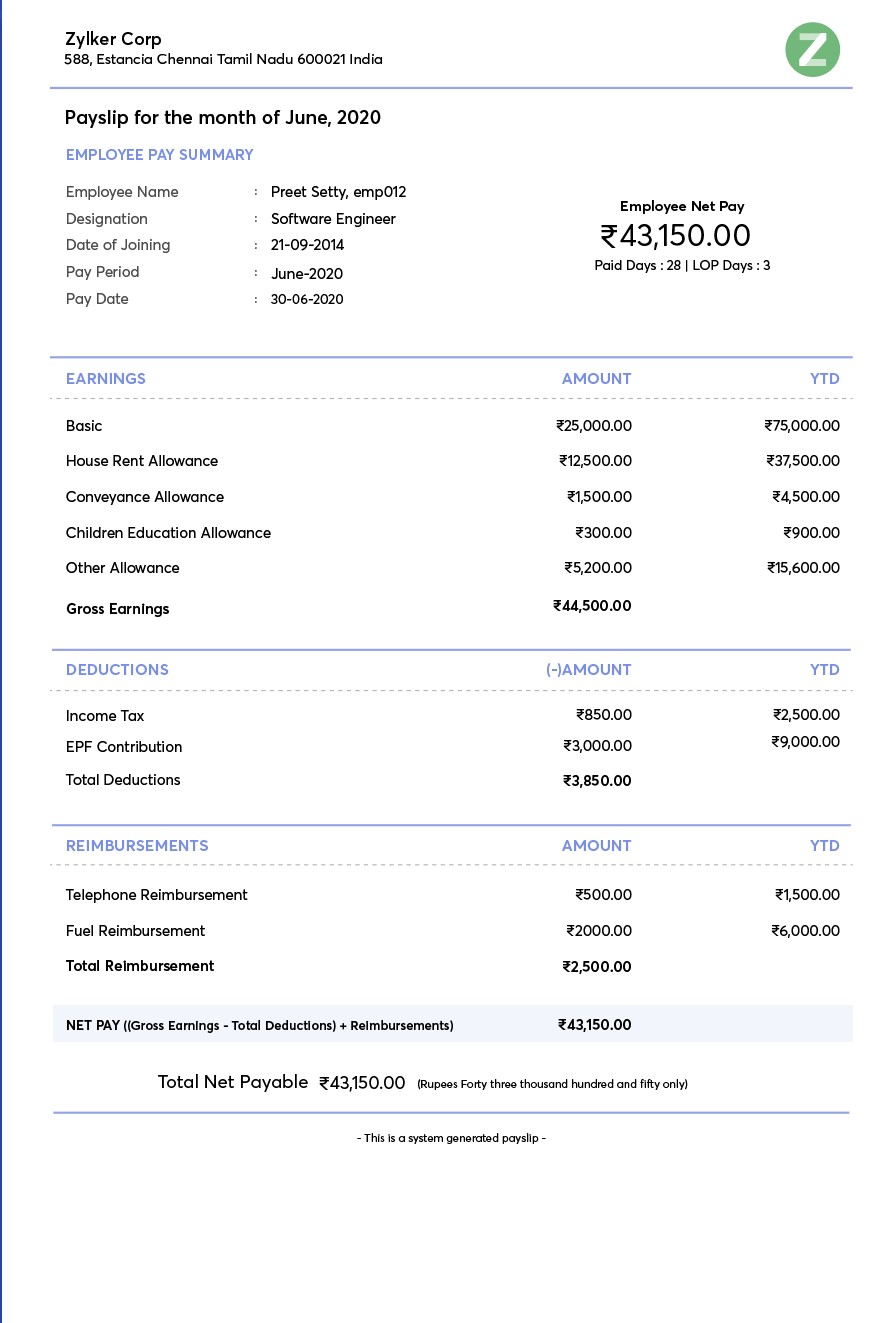 Zylker Corp
588, Estancia Chennai Tamil Nadu 600021 India
Z
Payslip for the month of June, 2020
EMPLOYEE PAY SUMMARY
Employee Name : Preet Setty, emp012
Designation : Software Engineer
Date of Joining : 21-09-2014
Pay Period : June-2020
Pay Date : 30-06-2020
Employee Net Pay
₹43,150.00
Paid Days : 28 | LOP Days : 3
EARNINGS AMOUNT YTD
Basic ₹25,000.00 ₹75,000.00
House Rent Allowance ₹12,500.00 ₹37,500.00
Conveyance Allowance ₹1,500.00 ₹4,500.00
Children Education Allowance ₹300.00 ₹900.00
Other Allowance ₹5,200.00 ₹15,600.00
Gross Earnings ₹44,500.00
DEDUCTIONS (-)AMOUNT YTD
Income Tax ₹850.00 ₹2,500.00
EPF Contribution ₹3,000.00 ₹9,000.00
Total Deductions ₹3,850.00
REIMBURSEMENTS AMOUNT YTD
Telephone Reimbursement ₹500.00 ₹1,500.00
Fuel Reimbursement ₹2000.00 ₹6,000.00
Total Reimbursement ₹2,500.00
NET PAY ((Gross Earnings - Total Deductions) + Reimbursements) ₹43,150.00
Total Net Payable ₹43,150.00 (Rupees Forty three thousand hundred and fifty only)
- This is a system generated payslip -